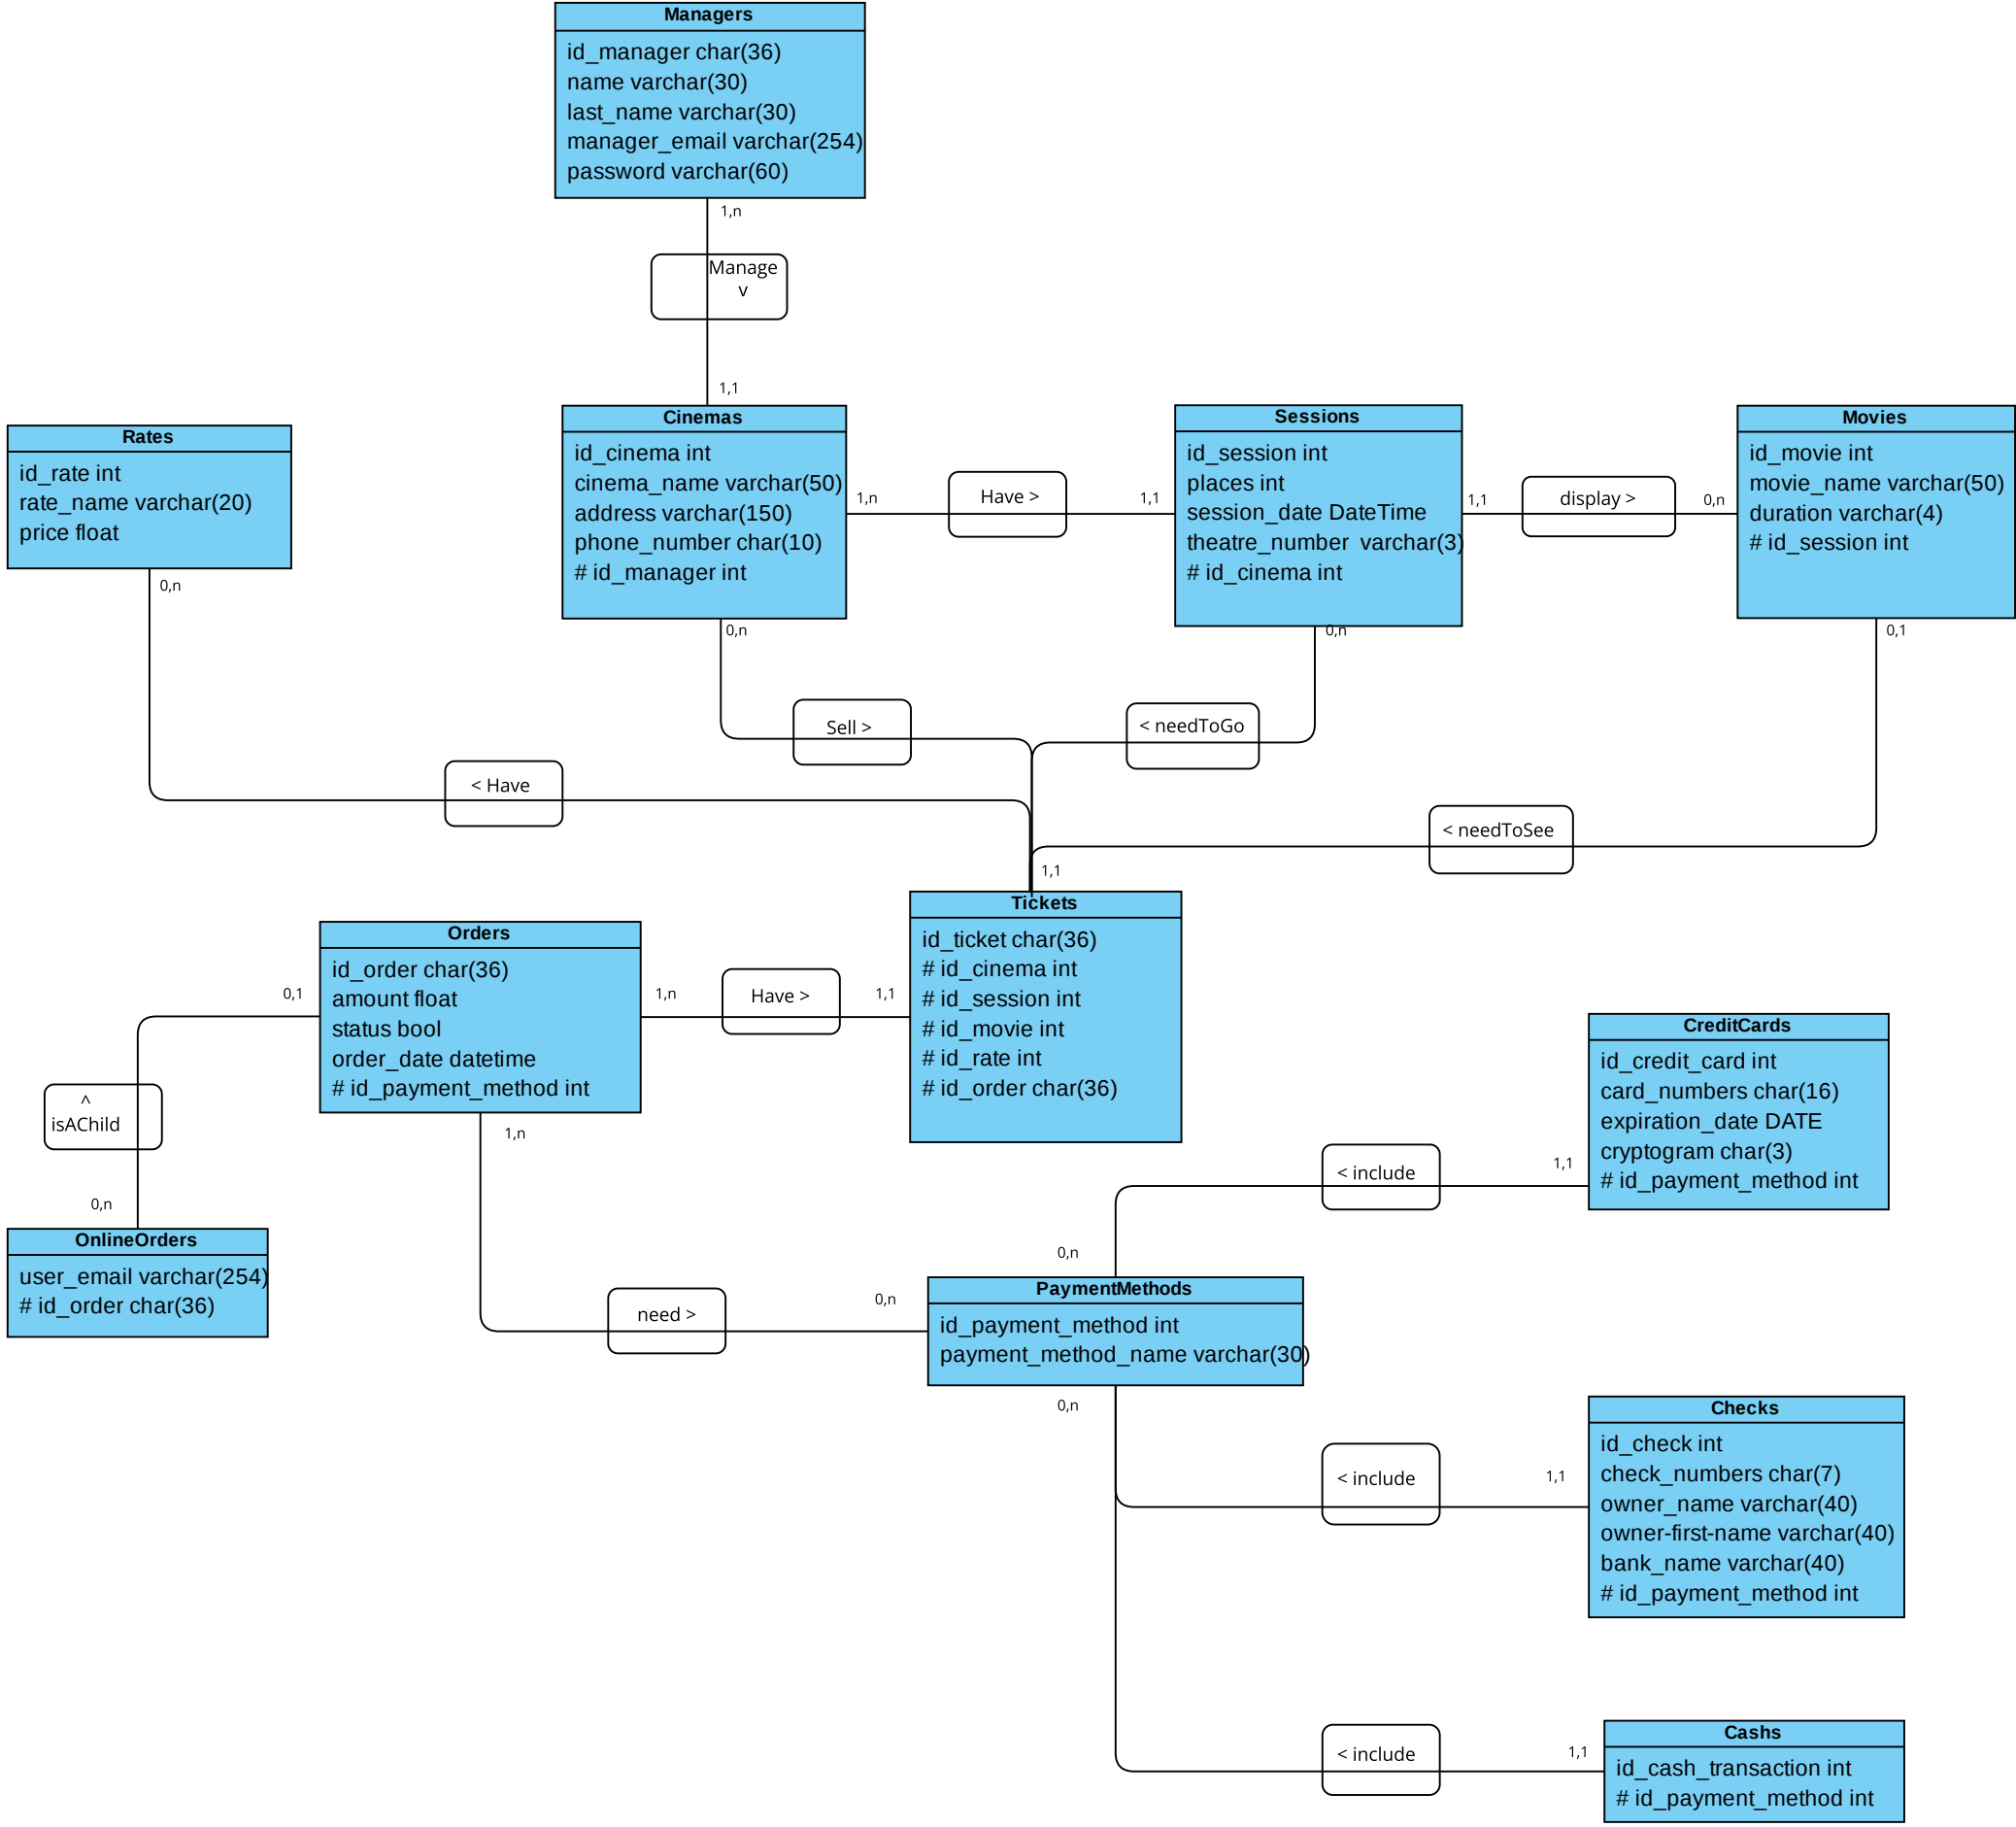 Managers
id_manager char(36)
name varchar(30)
last_name varchar(30)
manager_email varchar(254)
password varchar(60)
1,n
Manage
v
1,1
Rates
id_rate int
rate_name varchar(20)
price float
0,n
Cinemas
id_cinema int
cinema_name varchar(50)
address varchar(150)
phone_number char(10)
# id_manager int
1,n
Have >
1,1
Sessions
id_session int
places int
session_date DateTime
theatre_number  varchar(3)
# id_cinema int
1,1
display >
0,n
Movies
id_movie int
movie_name varchar(50)
duration varchar(4)
# id_session int
0,n
0,n
0,1
Sell >
< needToGo
< Have
< needToSee
1,1
Orders
id_order char(36)
amount float
status bool
order_date datetime
# id_payment_method int
0,1
1,n
Have >
1,1
Tickets
id_ticket char(36)
# id_cinema int
# id_session int
# id_movie int
# id_rate int
# id_order char(36)
^
isAChild
0,n
1,n
OnlineOrders
user_email varchar(254)
# id_order char(36)
need >
0,n
CreditCards
id_credit_card int
card_numbers char(16)
expiration_date DATE
cryptogram char(3)
# id_payment_method int
< include
1,1
0,n
PaymentMethods
id_payment_method int
payment_method_name varchar(30)
0,n
< include
1,1
Checks
id_check int
check_numbers char(7)
owner_name varchar(40)
owner-first-name varchar(40)
bank_name varchar(40)
# id_payment_method int
< include
1,1
Cashs
id_cash_transaction int
# id_payment_method int